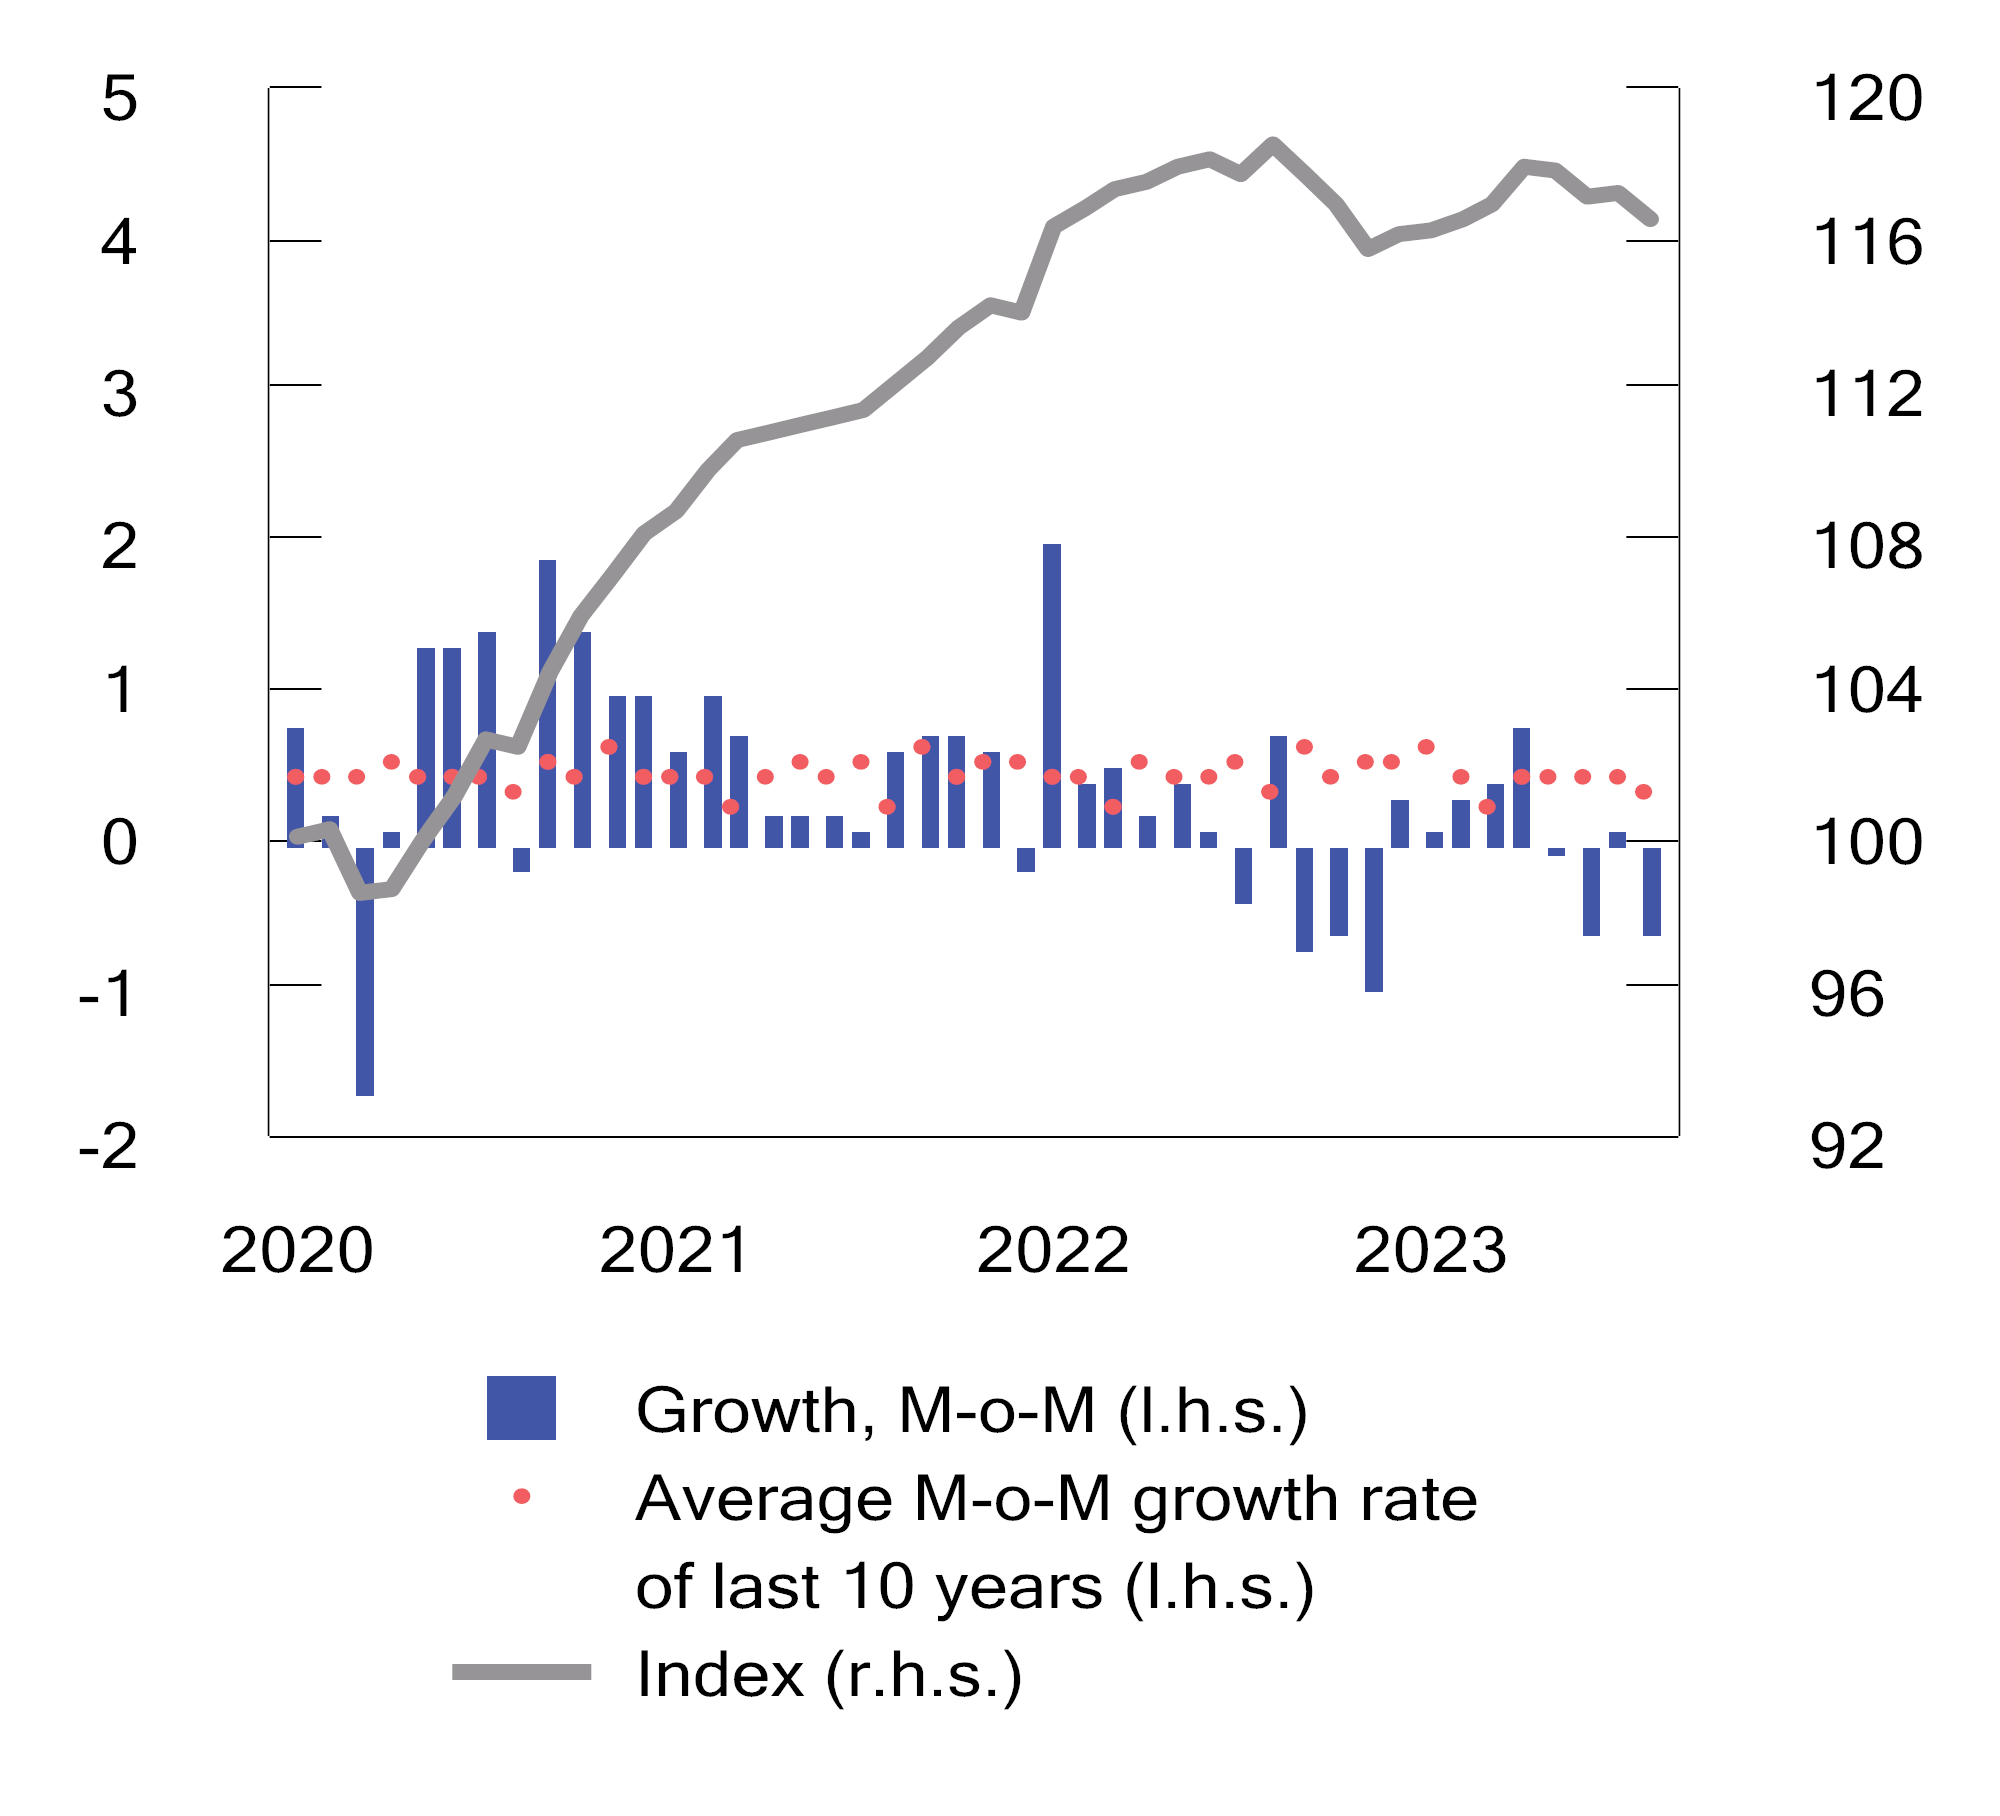 5 120
4 116
3 112
2 108
1 104
0 100
-1 96
-2 92
2020 2021 2022 2023
Growth, M-o-M (l.h.s.)
Average M-o-M growth rate
of last 10 years (l.h.s.)
Index (r.h.s.)